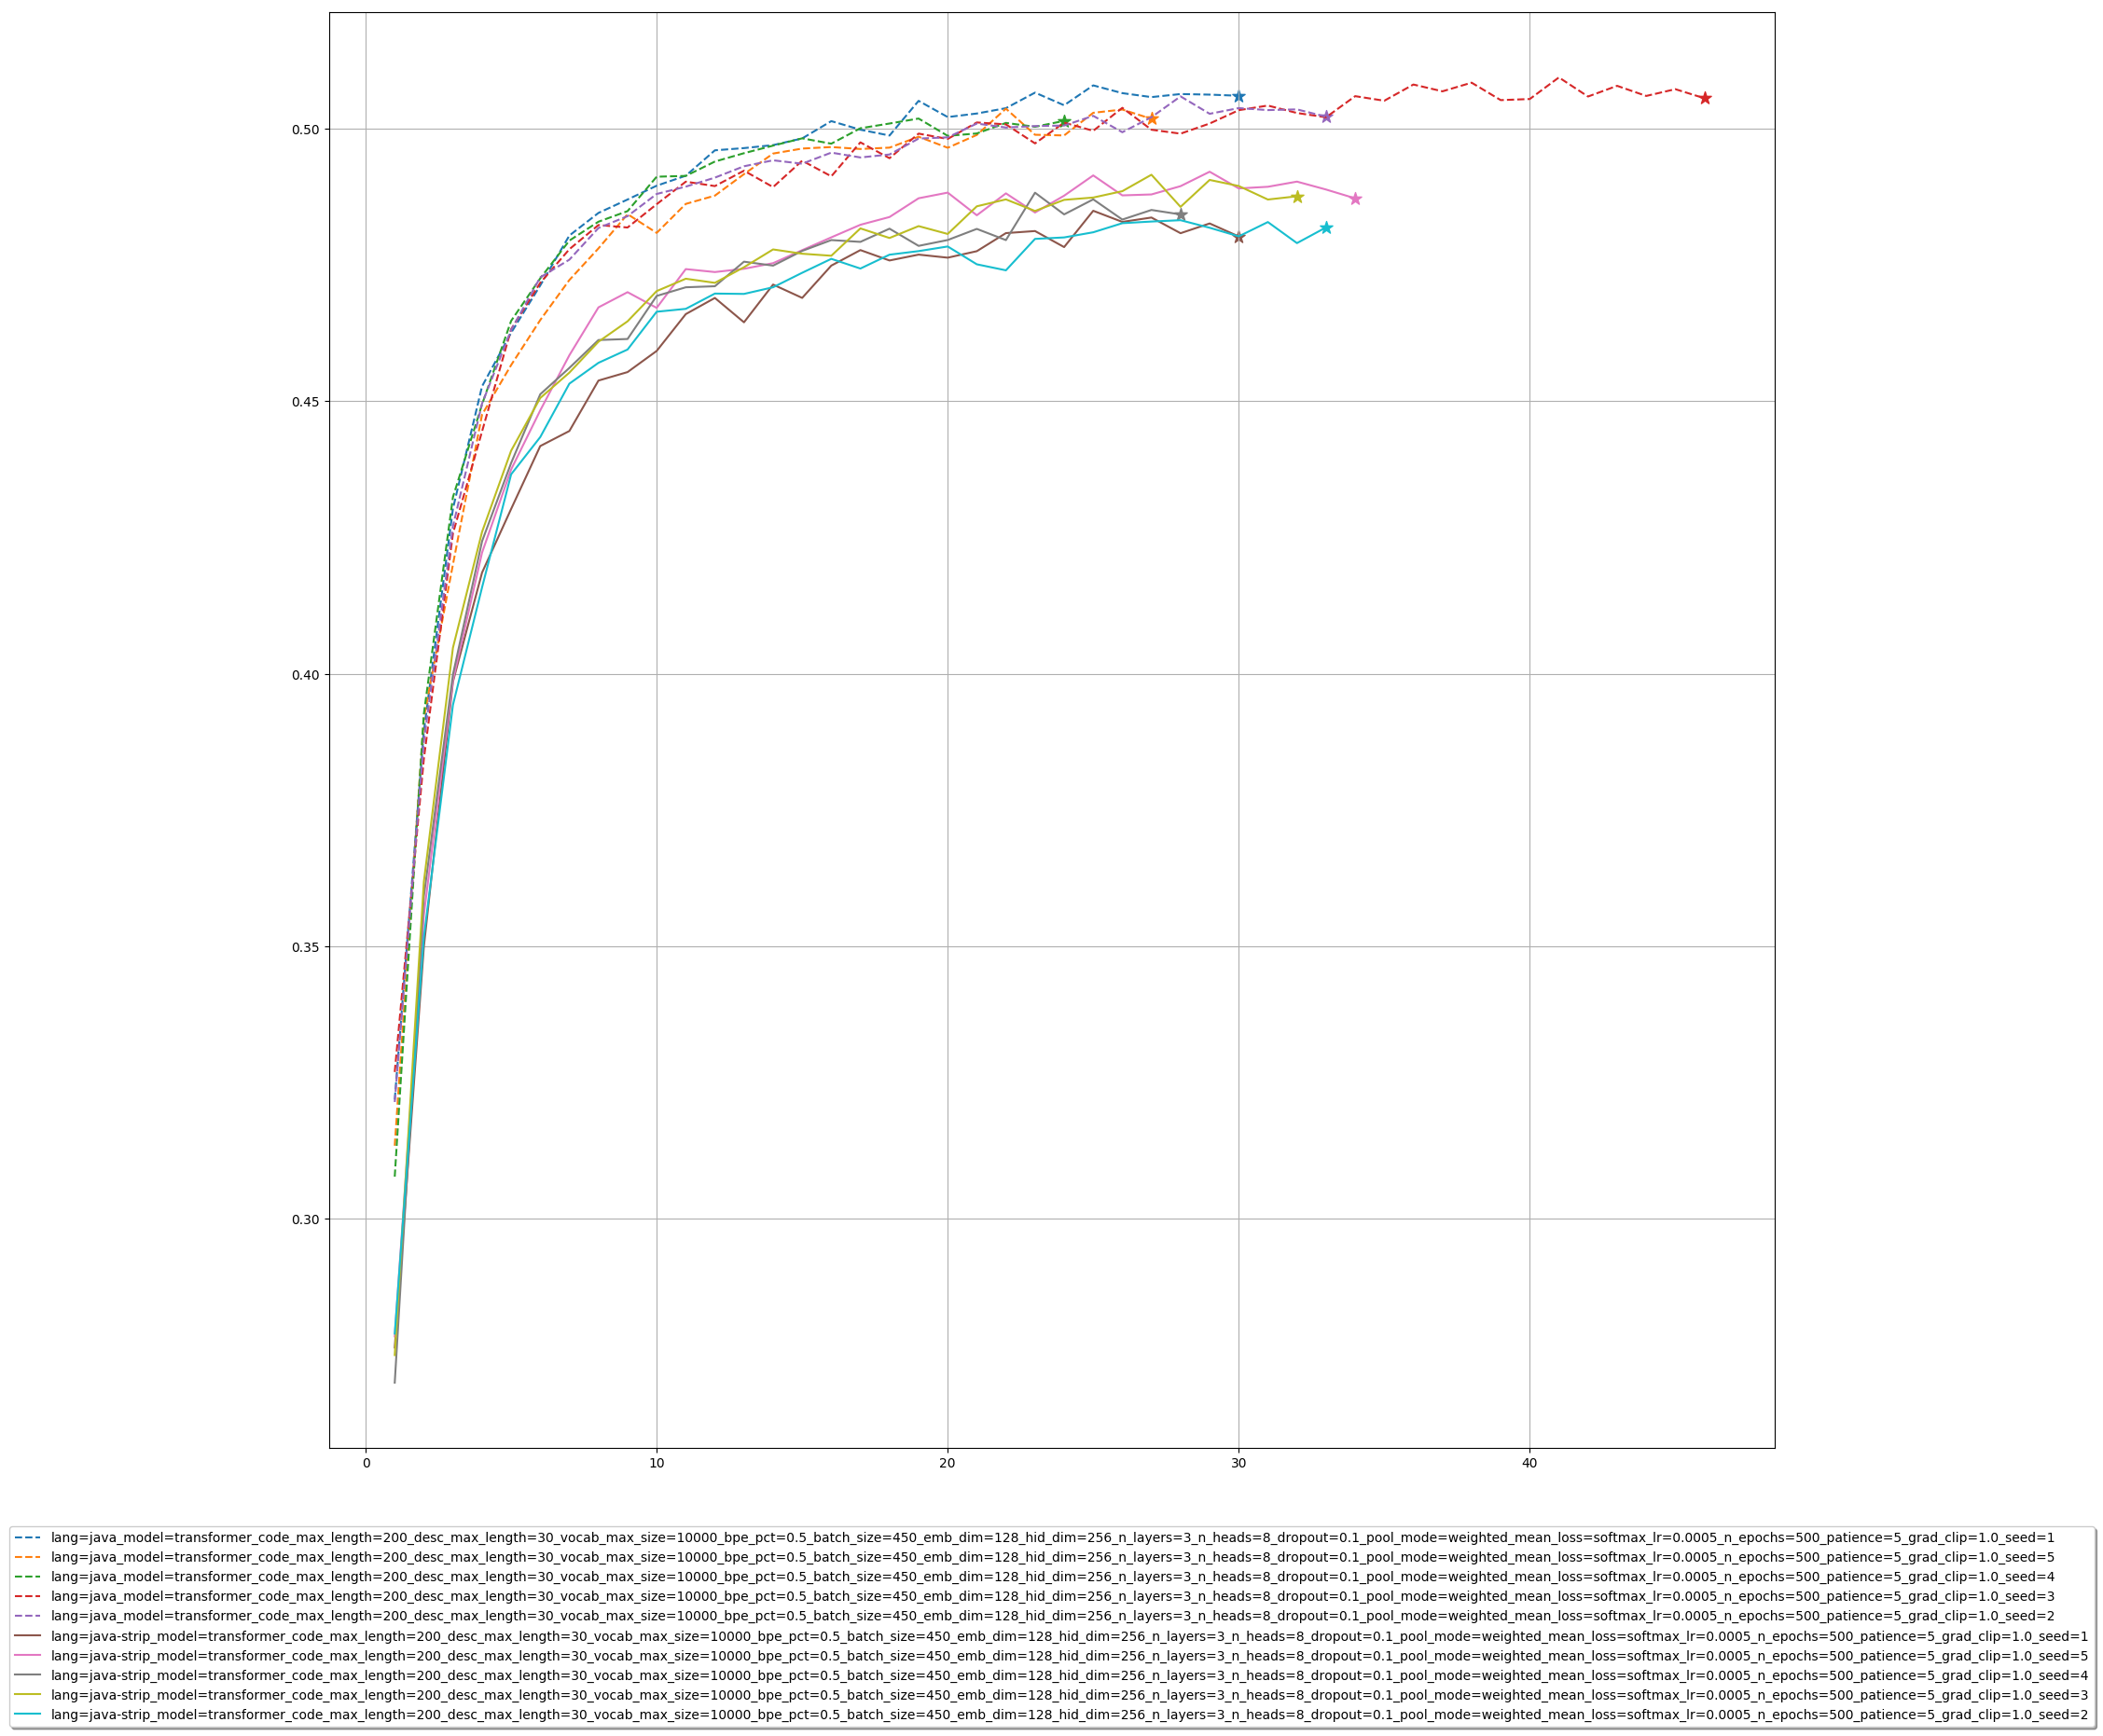 0.50
0.45
0.40
0.35
0.30
0 10 20 30 40
lang=java_model=transformer_code_max_length=200_desc_max_length=30_vocab_max_size=10000_bpe_pct=0.5_batch_size=450_emb_dim=128_hid_dim=256_n_layers=3_n_heads=8_dropout=0.1_pool_mode=weighted_mean_loss=softmax_lr=0.0005_n_epochs=500_patience=5_grad_clip=1.0_seed=1
lang=java_model=transformer_code_max_length=200_desc_max_length=30_vocab_max_size=10000_bpe_pct=0.5_batch_size=450_emb_dim=128_hid_dim=256_n_layers=3_n_heads=8_dropout=0.1_pool_mode=weighted_mean_loss=softmax_lr=0.0005_n_epochs=500_patience=5_grad_clip=1.0_seed=5
lang=java_model=transformer_code_max_length=200_desc_max_length=30_vocab_max_size=10000_bpe_pct=0.5_batch_size=450_emb_dim=128_hid_dim=256_n_layers=3_n_heads=8_dropout=0.1_pool_mode=weighted_mean_loss=softmax_lr=0.0005_n_epochs=500_patience=5_grad_clip=1.0_seed=4
lang=java_model=transformer_code_max_length=200_desc_max_length=30_vocab_max_size=10000_bpe_pct=0.5_batch_size=450_emb_dim=128_hid_dim=256_n_layers=3_n_heads=8_dropout=0.1_pool_mode=weighted_mean_loss=softmax_lr=0.0005_n_epochs=500_patience=5_grad_clip=1.0_seed=3
lang=java_model=transformer_code_max_length=200_desc_max_length=30_vocab_max_size=10000_bpe_pct=0.5_batch_size=450_emb_dim=128_hid_dim=256_n_layers=3_n_heads=8_dropout=0.1_pool_mode=weighted_mean_loss=softmax_lr=0.0005_n_epochs=500_patience=5_grad_clip=1.0_seed=2
lang=java-strip_model=transformer_code_max_length=200_desc_max_length=30_vocab_max_size=10000_bpe_pct=0.5_batch_size=450_emb_dim=128_hid_dim=256_n_layers=3_n_heads=8_dropout=0.1_pool_mode=weighted_mean_loss=softmax_lr=0.0005_n_epochs=500_patience=5_grad_clip=1.0_seed=1
lang=java-strip_model=transformer_code_max_length=200_desc_max_length=30_vocab_max_size=10000_bpe_pct=0.5_batch_size=450_emb_dim=128_hid_dim=256_n_layers=3_n_heads=8_dropout=0.1_pool_mode=weighted_mean_loss=softmax_lr=0.0005_n_epochs=500_patience=5_grad_clip=1.0_seed=5
lang=java-strip_model=transformer_code_max_length=200_desc_max_length=30_vocab_max_size=10000_bpe_pct=0.5_batch_size=450_emb_dim=128_hid_dim=256_n_layers=3_n_heads=8_dropout=0.1_pool_mode=weighted_mean_loss=softmax_lr=0.0005_n_epochs=500_patience=5_grad_clip=1.0_seed=4
lang=java-strip_model=transformer_code_max_length=200_desc_max_length=30_vocab_max_size=10000_bpe_pct=0.5_batch_size=450_emb_dim=128_hid_dim=256_n_layers=3_n_heads=8_dropout=0.1_pool_mode=weighted_mean_loss=softmax_lr=0.0005_n_epochs=500_patience=5_grad_clip=1.0_seed=3
lang=java-strip_model=transformer_code_max_length=200_desc_max_length=30_vocab_max_size=10000_bpe_pct=0.5_batch_size=450_emb_dim=128_hid_dim=256_n_layers=3_n_heads=8_dropout=0.1_pool_mode=weighted_mean_loss=softmax_lr=0.0005_n_epochs=500_patience=5_grad_clip=1.0_seed=2